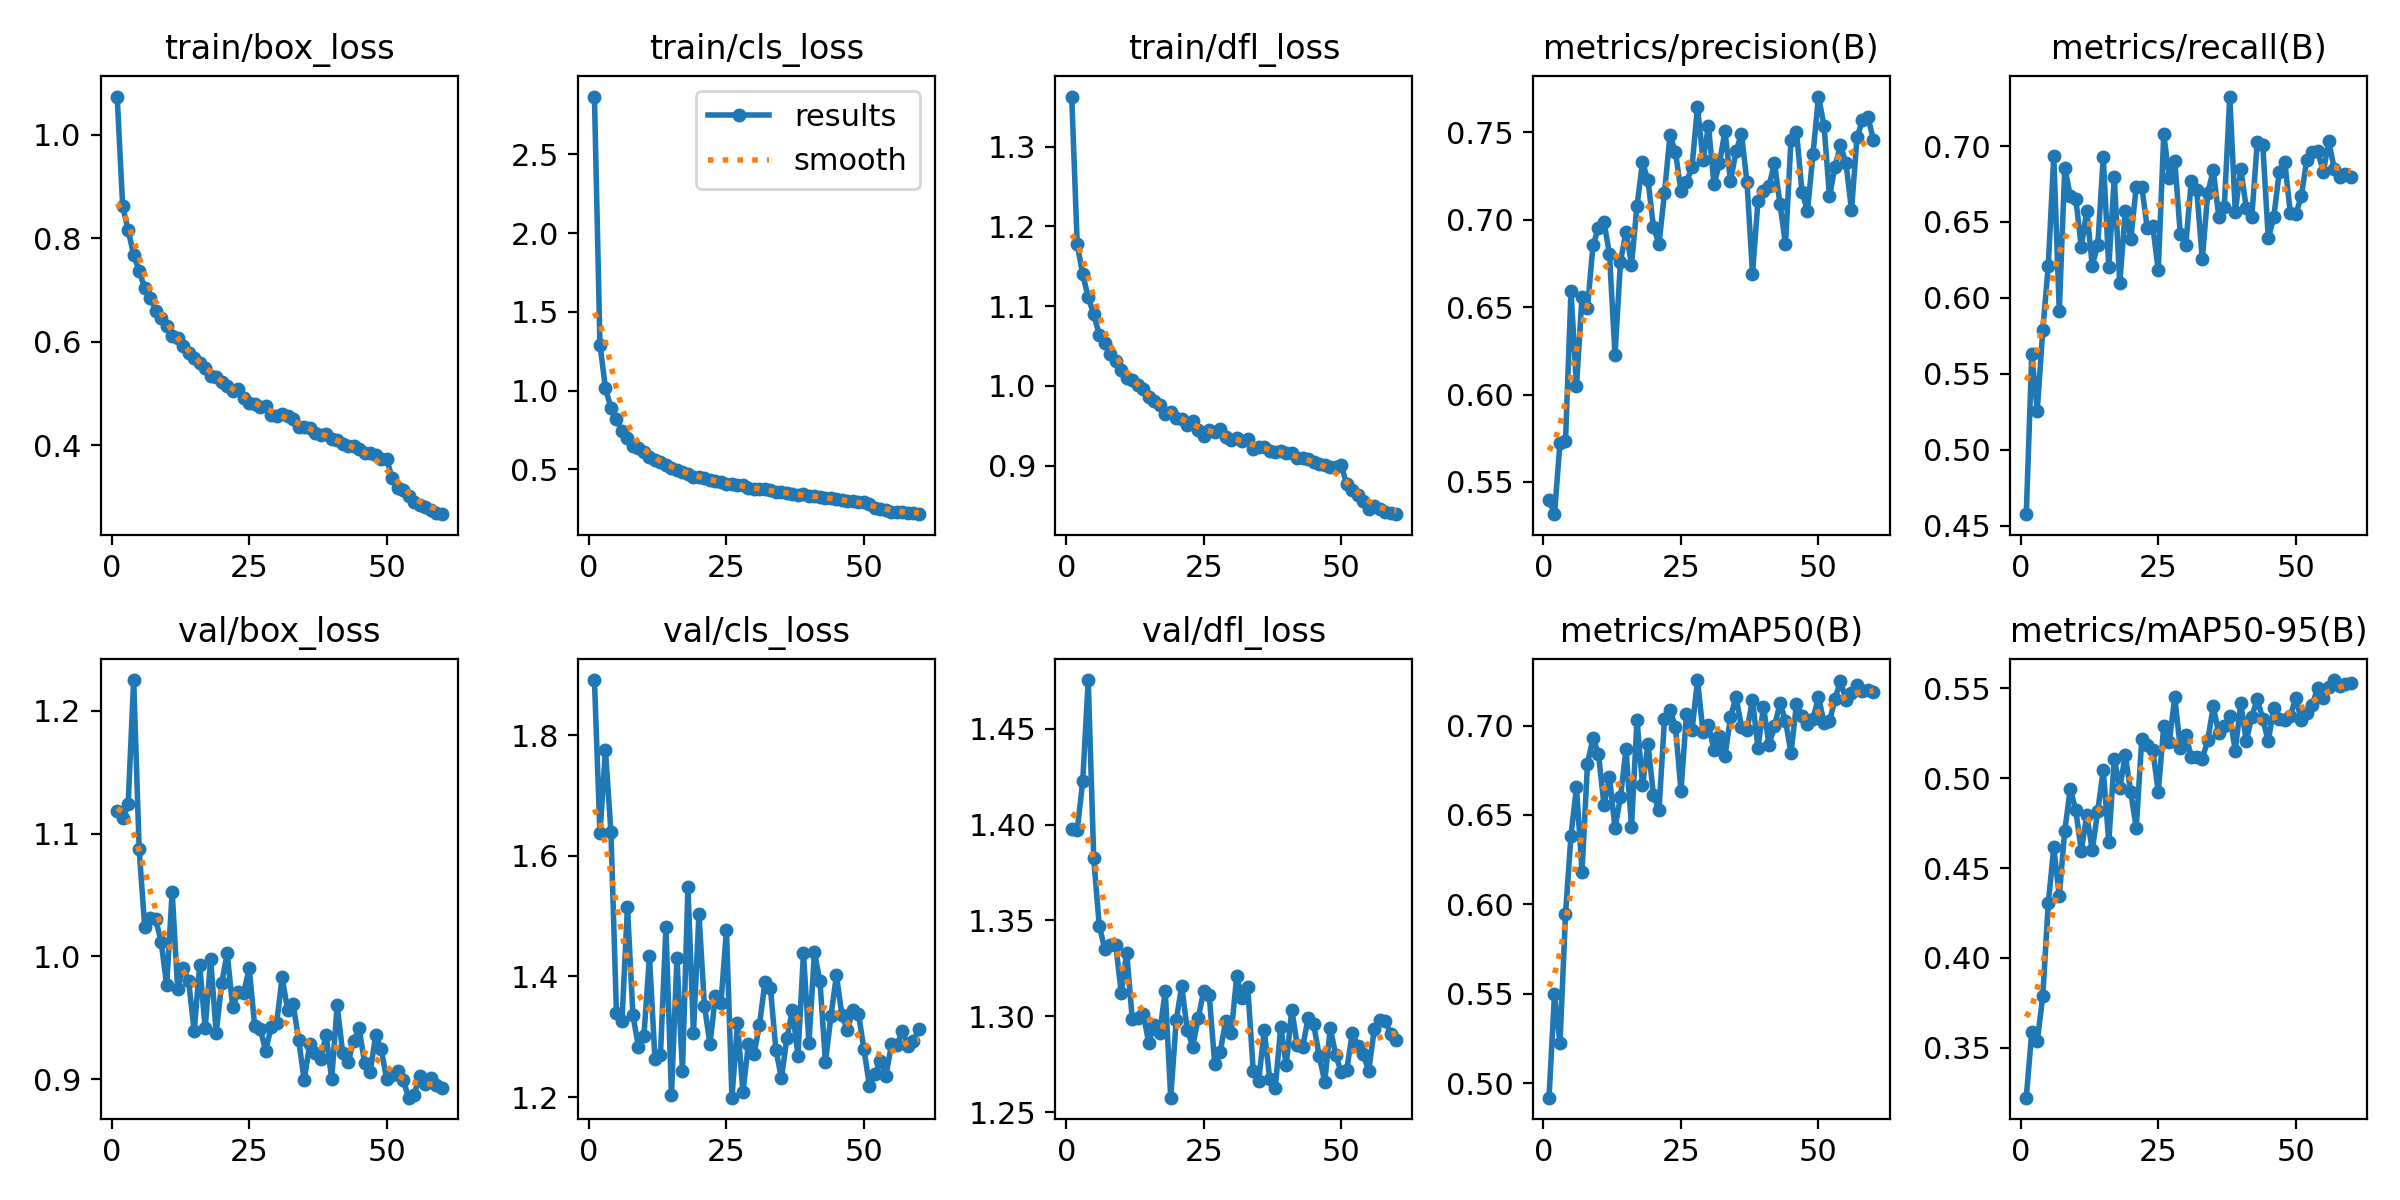 train/box_loss
1.0
0.8
0.6
0.4
0 25 50
train/cls_loss
results
smooth
2.5
2.0
1.5
1.0
0.5
0 25 50
train/dfl_loss
1.3
1.2
1.1
1.0
0.9
0 25 50
metrics/precision(B)
0.75
0.70
0.65
0.60
0.55
0 25 50
metrics/recall(B)
0.70
0.65
0.60
0.55
0.50
0.45
0 25 50
val/box_loss
1.2
1.1
1.0
0.9
0 25 50
val/cls_loss
1.8
1.6
1.4
1.2
0 25 50
val/dfl_loss
1.45
1.40
1.35
1.30
1.25
0 25 50
metrics/mAP50(B)
0.70
0.65
0.60
0.55
0.50
0 25 50
metrics/mAP50-95(B)
0.55
0.50
0.45
0.40
0.35
0 25 50